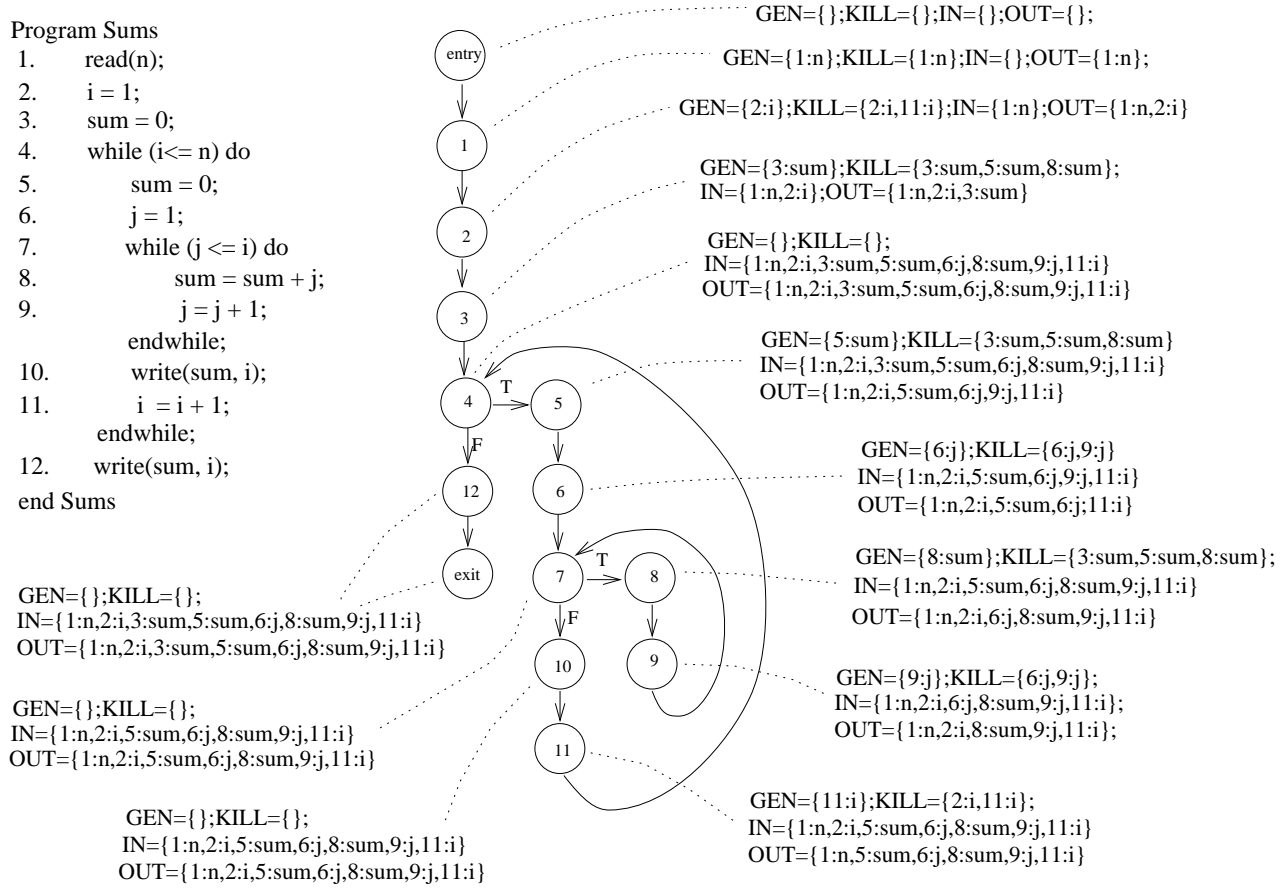 Program Sums
1. read(n);
2. i = 1;
3. sum = 0;
4. while (i<= n) do
5. sum = 0;
6. j = 1;
7. while (j <= i) do
8. sum = sum + j;
9. j = j + 1;
endwhile;
10. write(sum, i);
11. i = i + 1;
endwhile;
12. write(sum, i);
end Sums
entry
1
2
3
4
T
5
F
12
6
exit
7
T
8
F
10
9
11
GEN={};KILL={};IN={};OUT={};
GEN={1:n};KILL={1:n};IN={};OUT={1:n};
GEN={2:i};KILL={2:i,11:i};IN={1:n};OUT={1:n,2:i}
GEN={3:sum};KILL={3:sum,5:sum,8:sum};
IN={1:n,2:i};OUT={1:n,2:i,3:sum}
GEN={};KILL={};
IN={1:n,2:i,3:sum,5:sum,6:j,8:sum,9:j,11:i}
OUT={1:n,2:i,3:sum,5:sum,6:j,8:sum,9:j,11:i}
GEN={5:sum};KILL={3:sum,5:sum,8:sum}
IN={1:n,2:i,3:sum,5:sum,6:j,8:sum,9:j,11:i}
OUT={1:n,2:i,5:sum,6:j,9:j,11:i}
GEN={6:j};KILL={6:j,9:j}
IN={1:n,2:i,5:sum,6:j,9:j,11:i}
OUT={1:n,2:i,5:sum,6:j;11:i}
GEN={8:sum};KILL={3:sum,5:sum,8:sum};
IN={1:n,2:i,5:sum,6:j,8:sum,9:j,11:i}
OUT={1:n,2:i,6:j,8:sum,9:j,11:i}
GEN={9:j};KILL={6:j,9:j};
IN={1:n,2:i,6:j,8:sum,9:j,11:i};
OUT={1:n,2:i,8:sum,9:j,11:i};
GEN={11:i};KILL={2:i,11:i};
IN={1:n,2:i,5:sum,6:j,8:sum,9:j,11:i}
OUT={1:n,5:sum,6:j,8:sum,9:j,11:i}
GEN={};KILL={};
IN={1:n,2:i,3:sum,5:sum,6:j,8:sum,9:j,11:i}
OUT={1:n,2:i,3:sum,5:sum,6:j,8:sum,9:j,11:i}
GEN={};KILL={};
IN={1:n,2:i,5:sum,6:j,8:sum,9:j,11:i}
OUT={1:n,2:i,5:sum,6:j,8:sum,9:j,11:i}
GEN={};KILL={};
IN={1:n,2:i,5:sum,6:j,8:sum,9:j,11:i}
OUT={1:n,2:i,5:sum,6:j,8:sum,9:j,11:i}